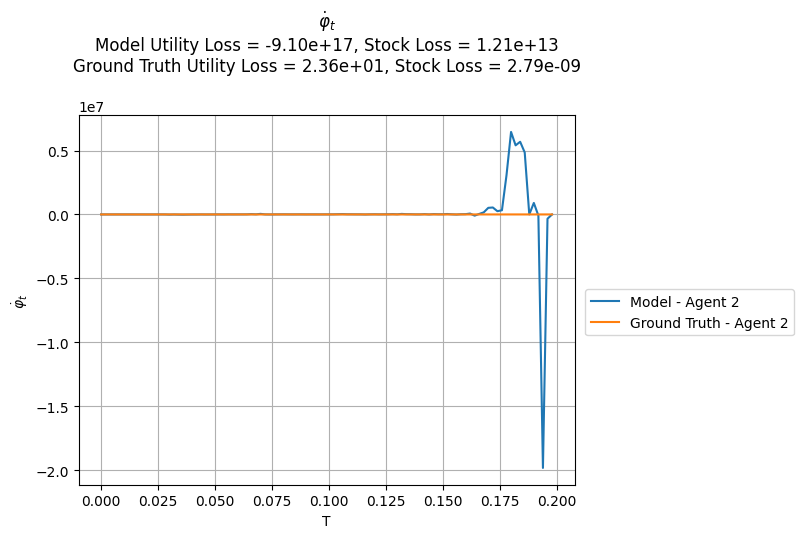 φ̇ₜ
Model Utility Loss = -9.10e+17, Stock Loss = 1.21e+13
Ground Truth Utility Loss = 2.36e+01, Stock Loss = 2.79e-09
1e7
0.5
0.0
−0.5
−1.0
−1.5
−2.0
φ̇ₜ
0.000 0.025 0.050 0.075 0.100 0.125 0.150 0.175 0.200
T
Model - Agent 2
Ground Truth - Agent 2